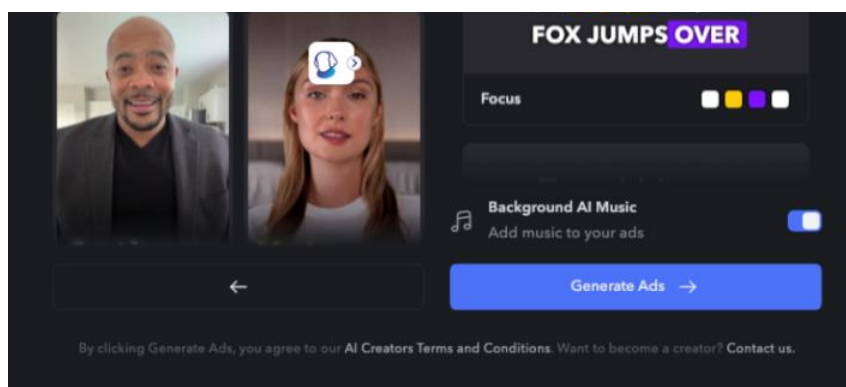 FOX JUMPS OVER
Focus
Background AI Music
Add music to your ads
Generate Ads
By clicking Generate Ads, you agree to our AI Creators Terms and Conditions. Want to become a creator? Contact us.